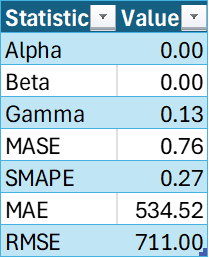 Statistic Value
Alpha 0.00
Beta 0.00
Gamma 0.13
MASE 0.76
SMAPE 0.27
MAE 534.52
RMSE 711.00